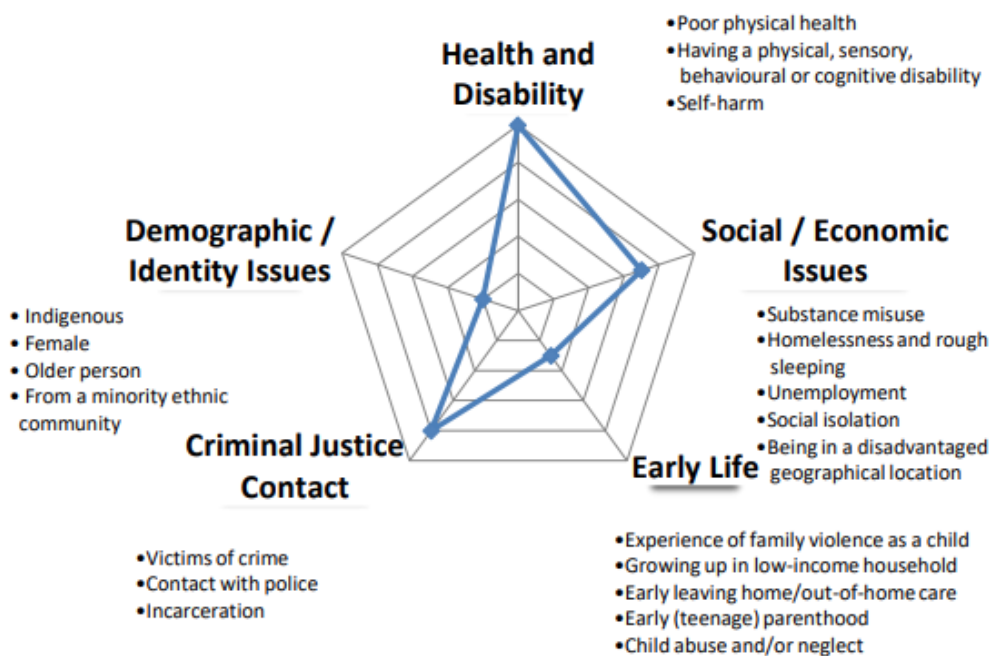 Health and
Disability
•Poor physical health
•Having a physical, sensory,
behavioural or cognitive disability
•Self-harm
Social / Economic
Issues
•Substance misuse
•Homelessness and rough
sleeping
•Unemployment
•Social isolation
•Being in a disadvantaged
geographical location
Early Life
•Experience of family violence as a child
•Growing up in low-income household
•Early leaving home/out-of-home care
•Early (teenage) parenthood
•Child abuse and/or neglect
Criminal Justice
Contact
•Victims of crime
•Contact with police
•Incarceration
Demographic /
Identity Issues
• Indigenous
• Female
• Older person
• From a minority ethnic
community